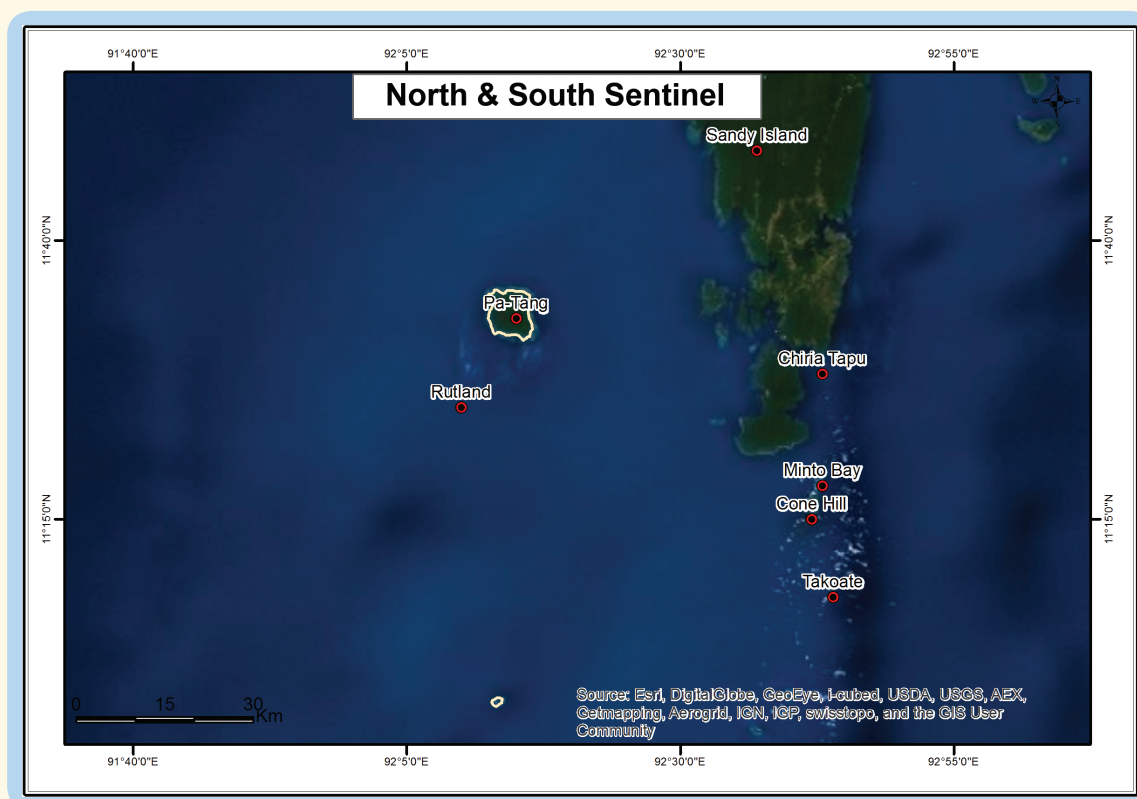 91°40'0"E 92°5'0"E 92°30'0"E 92°55'0"E
North & South Sentinel
N
W E
S
Sandy Island
11°40'0"N 11°40'0"N
Pa-Tang
Chiria Tapu
Rutland
Minto Bay
Cone Hill
11°15'0"N 11°15'0"N
Takoate
0 15 30
Km
Source: Esri, DigitalGlobe, GeoEye, i-cubed, USDA, USGS, AEX,
Getmapping, Aerogrid, IGN, IGP, swisstopo, and the GIS User
Community
91°40'0"E 92°5'0"E 92°30'0"E 92°55'0"E